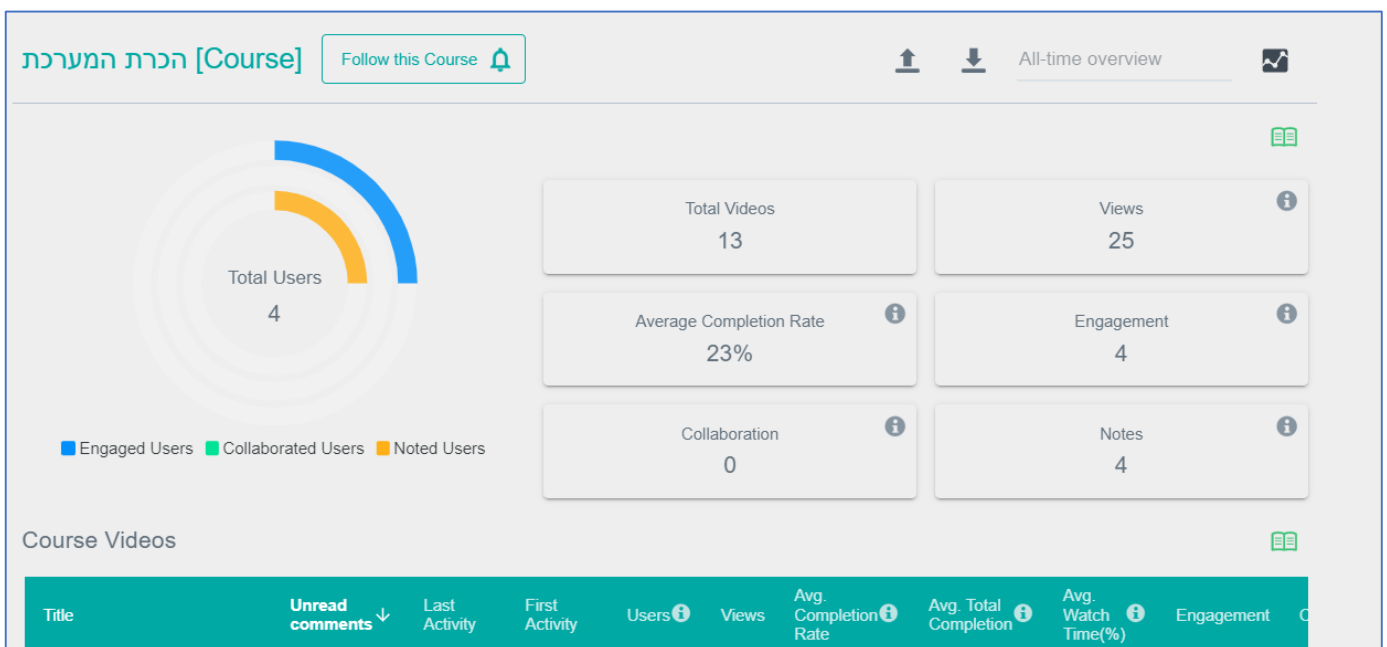 הכרת המערכת [Course]
Follow this Course
All-time overview
Total Users
4
Engaged Users Collaborated Users Noted Users
Total Videos
13
Views
25
Average Completion Rate
23%
Engagement
4
Collaboration
0
Notes
4
Course Videos
Title
Unread
comments
Last
Activity
First
Activity
Users
Views
Avg.
Completion
Rate
Avg. Total
Completion
Avg.
Watch
Time(%)
Engagement